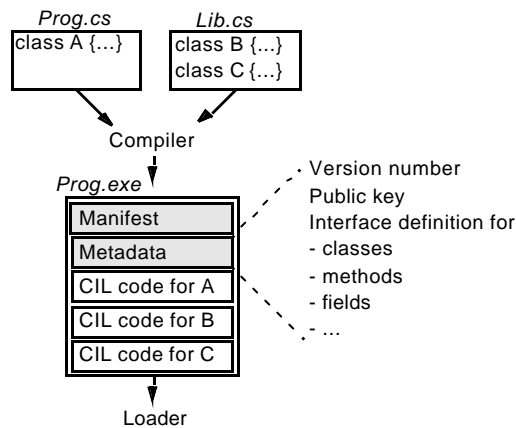 Prog.cs
Lib.cs
class A {...}
class B {...}
class C {...}
Compiler
Prog.exe
Manifest
Metadata
CIL code for A
CIL code for B
CIL code for C
Version number
Public key
Interface definition for
- classes
- methods
- fields
- ...
Loader